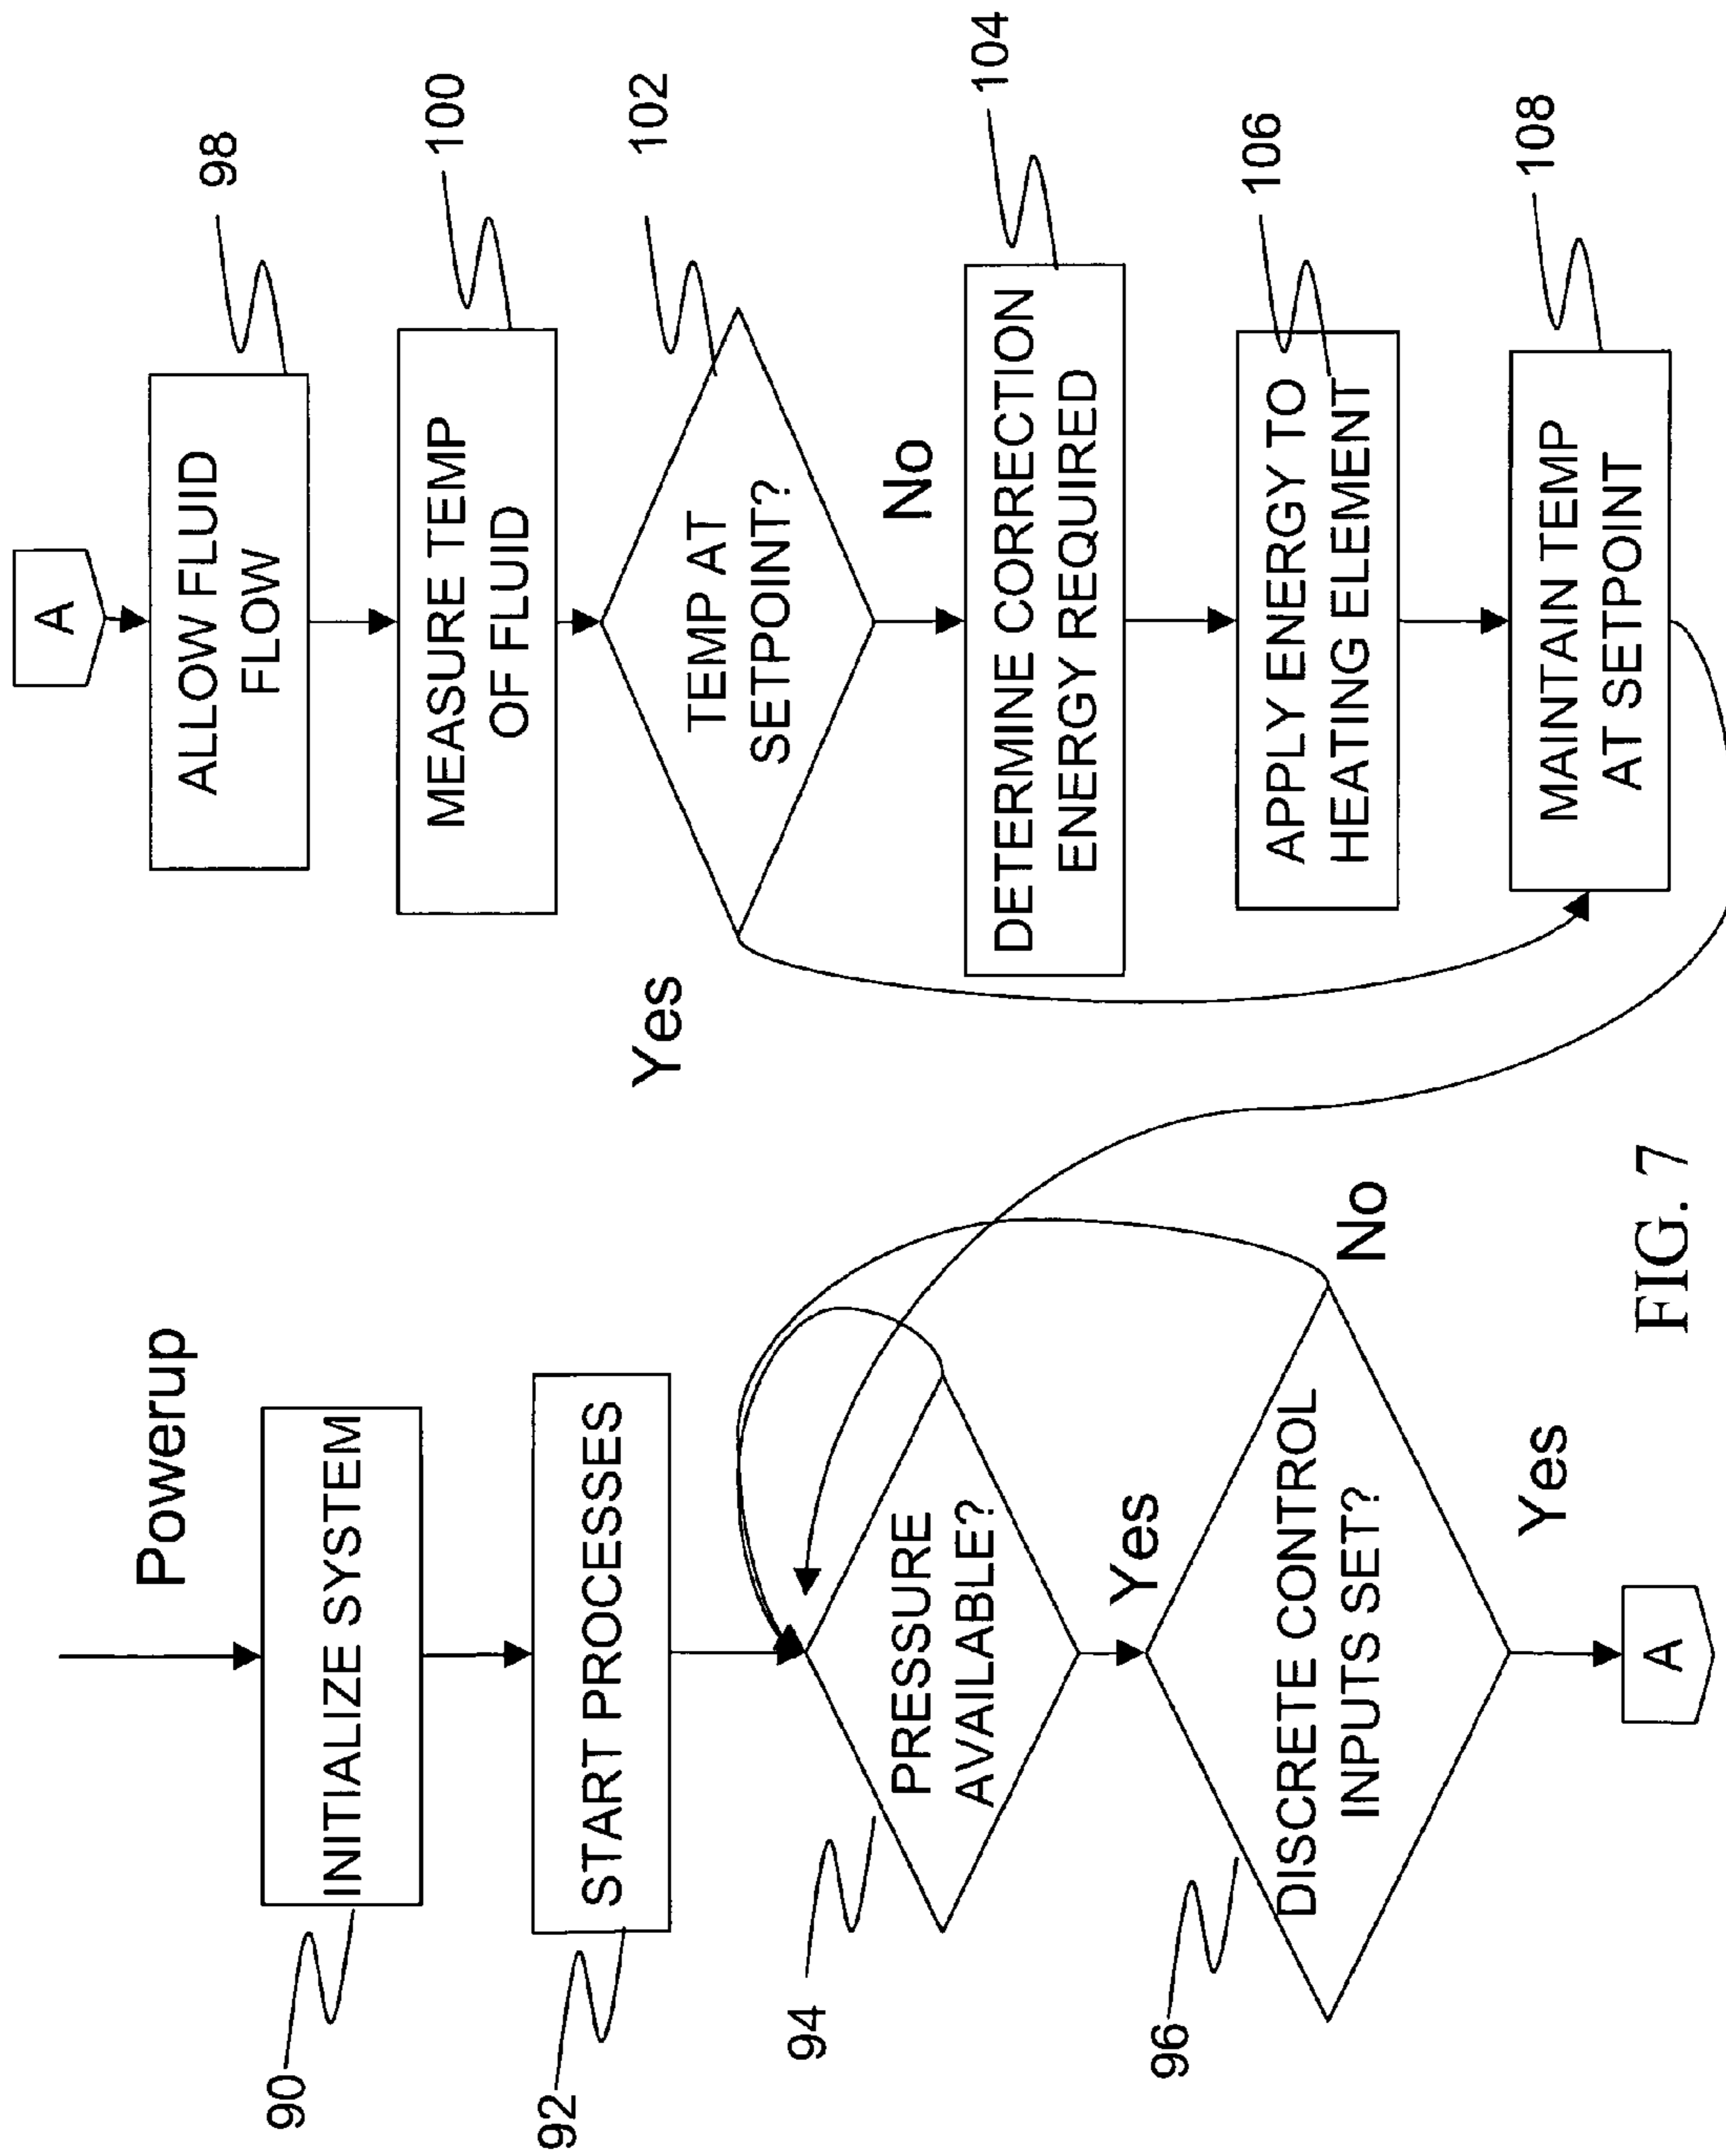 Powerup
INITIALIZE SYSTEM
90
START PROCESSES
92
PRESSURE
AVAILABLE?
94
Yes
DISCRETE CONTROL
INPUTS SET?
96
No
Yes
A
A
ALLOW FLUID
FLOW
98
MEASURE TEMP
OF FLUID
100
TEMP AT
SETPOINT?
102
Yes
No
DETERMINE CORRECTION
ENERGY REQUIRED
104
APPLY ENERGY TO
HEATING ELEMENT
106
MAINTAIN TEMP
AT SETPOINT
108
FIG. 7